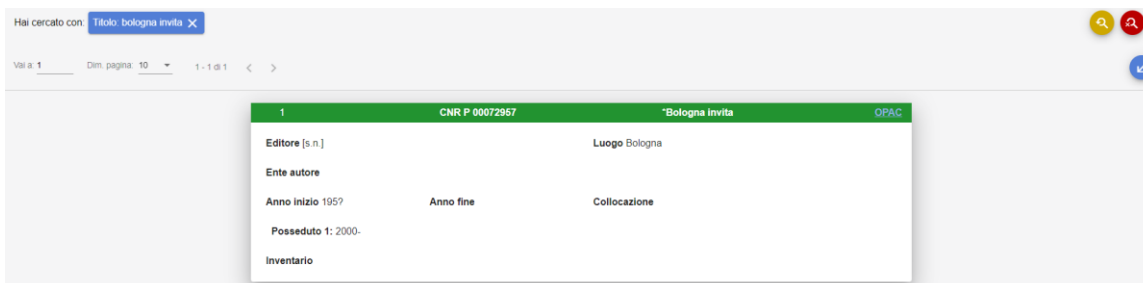 Hai cercato con: Titolo: bologna invita X
Vai a: 1 Dim. pagina: 10 1 - 1 di 1 < >
1 CNR P 00072957 *Bologna invita OPAC
Editore [s.n.] Luogo Bologna
Ente autore
Anno inizio 195? Anno fine Collocazione
Posseduto 1: 2000-
Inventario